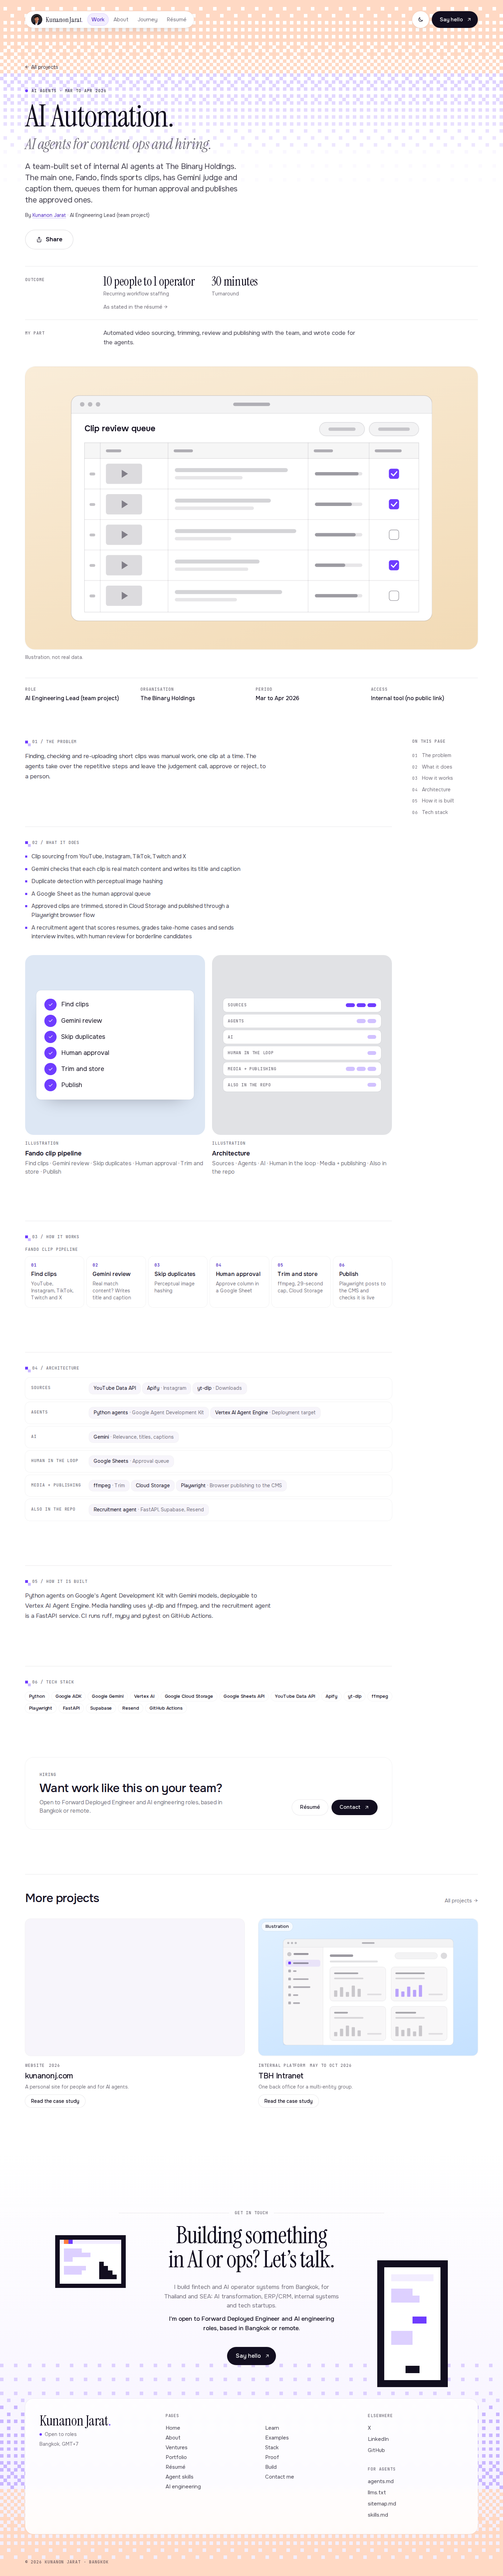 Kunanon Jarat
Work
About
Journey
Résumé
Say hello
← All projects
AI AGENTS · MAR TO APR 2026
AI Automation.
AI agents for content ops and hiring.
A team-built set of internal AI agents at The Binary Holdings.
The main one, Fando, finds sports clips, has Gemini judge and
caption them, queues them for human approval and publishes
the approved ones.
By Kunanon Jarat · AI Engineering Lead (team project)
Share
OUTCOME
10 people to 1 operator
Recurring workflow staffing
30 minutes
Turnaround
As stated in the résumé →
MY PART
Automated video sourcing, trimming, review and publishing with the team, and wrote code for
the agents.
Clip review queue
Illustration, not real data
ROLE
AI Engineering Lead (team project)
ORGANISATION
The Binary Holdings
PERIOD
Mar to Apr 2026
ACCESS
Internal tool (no public link)
01 / THE PROBLEM
Finding, checking and re-uploading short clips was manual work, one clip at a time. The
agents take over the repetitive steps and leave the judgement call, approve or reject, to
a person.
ON THIS PAGE
01 The problem
02 What it does
03 How it works
04 Architecture
05 How it is built
06 Tech stack
02 / WHAT IT DOES
Clip sourcing from YouTube, Instagram, TikTok, Twitch and X
Gemini checks that each clip is real match content and writes its title and caption
Duplicate detection with perceptual image hashing
A Google Sheet as the human approval queue
Approved clips are trimmed, stored in Cloud Storage and published through a
Playwright browser flow
A recruitment agent that scores resumes, grades take-home cases and sends
interview invites, with human review for borderline candidates
Find clips
Gemini review
Skip duplicates
Human approval
Trim and store
Publish
SOURCES
AGENTS
AI
HUMAN IN THE LOOP
MEDIA + PUBLISHING
ALSO IN THE REPO
ILLUSTRATION
Fando clip pipeline
Find clips · Gemini review · Skip duplicates · Human approval · Trim and
store · Publish
ILLUSTRATION
Architecture
Sources · Agents · AI · Human in the loop · Media + publishing · Also in
the repo
03 / HOW IT WORKS
FANDO CLIP PIPELINE
01
Find clips
YouTube,
Instagram, TikTok,
Twitch and X
02
Gemini review
Real match
content? Writes
title and caption
03
Skip duplicates
Perceptual image
hashing
04
Human approval
Approve column in
a Google Sheet
05
Trim and store
ffmpeg, 29-second
cap, Cloud Storage
06
Publish
Playwright posts to
the CMS and
checks it is live
04 / ARCHITECTURE
SOURCES
YouTube Data API
Apify · Instagram
yt-dlp · Downloads
AGENTS
Python agents · Google Agent Development Kit
Vertex AI Agent Engine · Deployment target
AI
Gemini · Relevance, titles, captions
HUMAN IN THE LOOP
Google Sheets · Approval queue
MEDIA + PUBLISHING
ffmpeg · Trim
Cloud Storage
Playwright · Browser publishing to the CMS
ALSO IN THE REPO
Recruitment agent · FastAPI, Supabase, Resend
05 / HOW IT IS BUILT
Python agents on Google's Agent Development Kit with Gemini models, deployable to
Vertex AI Agent Engine. Media handling uses yt-dlp and ffmpeg, and the recruitment agent
is a FastAPI service. CI runs ruff, mypy and pytest on GitHub Actions.
06 / TECH STACK
Python Google ADK Google Gemini Vertex AI Google Cloud Storage Google Sheets API YouTube Data API Apify yt-dlp ffmpeg
Playwright FastAPI Supabase Resend GitHub Actions
HIRING
Want work like this on your team?
Open to Forward Deployed Engineer and AI engineering roles, based in
Bangkok or remote.
Résumé
Contact
More projects
All projects →
WEBSITE 2026
kunanonj.com
A personal site for people and for AI agents.
Read the case study
Illustration
INTERNAL PLATFORM MAY TO OCT 2024
TBH Intranet
One back office for a multi-entity group.
Read the case study
GET IN TOUCH
Building something
in AI or ops? Let's talk.
I build fintech and AI operator systems from Bangkok, for
Thailand and SEA: AI transformation, ERP/CRM, internal systems
and tech startups.
I'm open to Forward Deployed Engineer and AI engineering
roles, based in Bangkok or remote.
Say hello
Kunanon Jarat.
Open to roles
Bangkok, GMT+7
PAGES
Home
About
Ventures
Portfolio
Résumé
Agent skills
AI engineering
Learn
Examples
Stack
Proof
Build
Contact me
ELSEWHERE
X
LinkedIn
GitHub
FOR AGENTS
agents.md
llms.txt
sitemap.md
skills.md
© 2026 KUNANON JARAT · BANGKOK